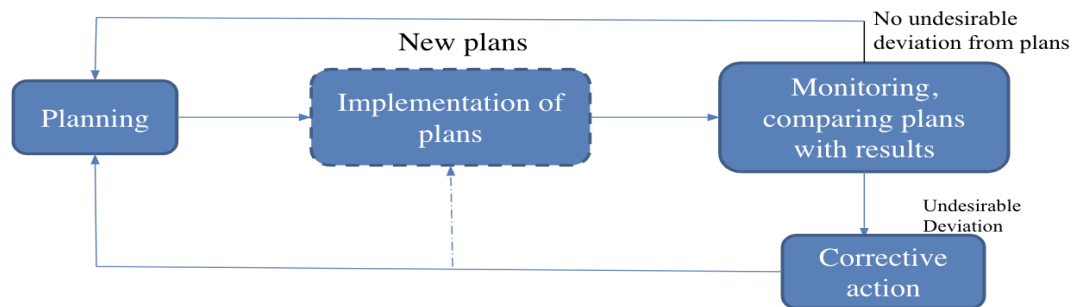 No undesirable
deviation from plans
New plans
Planning
Implementation of
plans
Monitoring,
comparing plans
with results
Undesirable
Deviation
Corrective
action